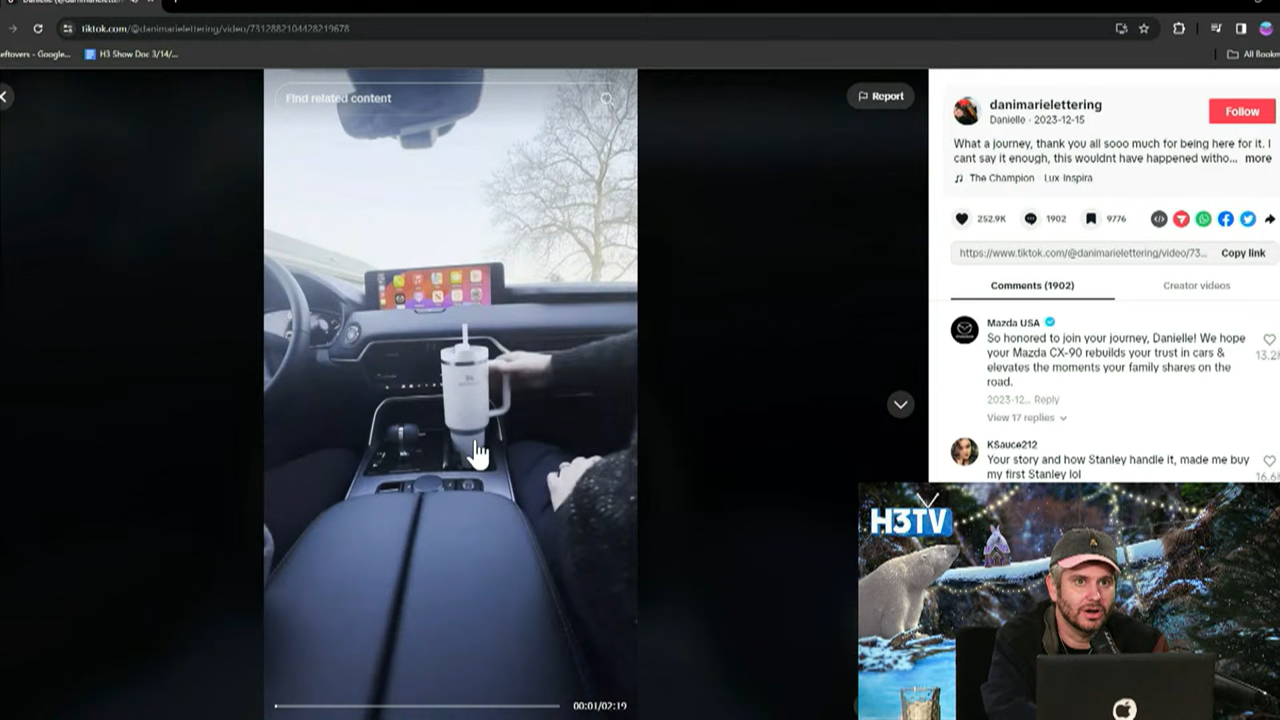 tiktok.com/@danimarielettering/video/7312882104428219678
eftovers - Google...
H3 Show Doc 3/14/...
All Bookm
Find related content
Report
danimarielettering
Danielle · 2023-12-15
Follow
What a journey, thank you all sooo much for being here for it. I
cant say it enough, this wouldnt have happened witho... more
The Champion Lux Inspira
252.9K
1902
9776
https://www.tiktok.com/@danimarielettering/video/73...
Copy link
Comments (1902)
Creator videos
Mazda USA
So honored to join your journey, Danielle! We hope
your Mazda CX-90 rebuilds your trust in cars &
elevates the moments your family shares on the
road.
13.2
2023-12... Reply
View 17 replies
KSauce212
Your story and how Stanley handle it, made me buy
my first Stanley lol
16.6
H3TV
00:01/02:19